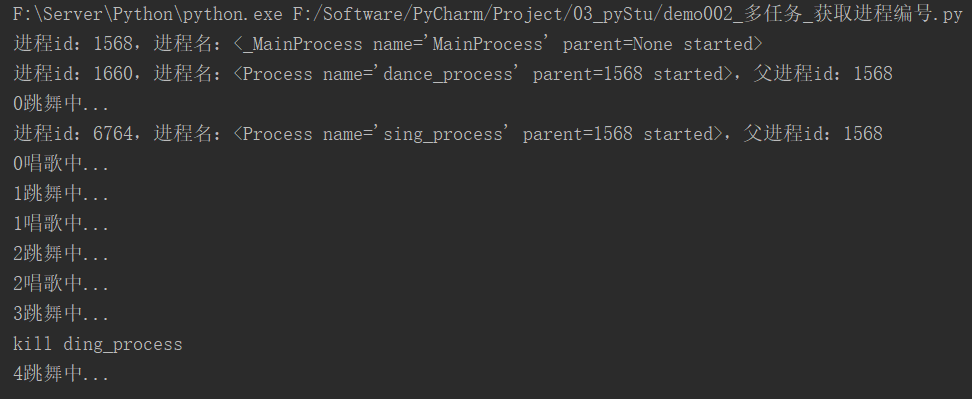 F:\Server\Python\python.exe F:/Software/PyCharm/Project/03_pyStu/demo002_多任务_获取进程编号.py
进程id：1568，进程名：<_MainProcess name='MainProcess' parent=None started>
进程id：1660，进程名：<Process name='dance_process' parent=1568 started>，父进程id：1568
0跳舞中...
进程id：6764，进程名：<Process name='sing_process' parent=1568 started>，父进程id：1568
0唱歌中...
1跳舞中...
1唱歌中...
2跳舞中...
2唱歌中...
3跳舞中...
kill ding_process
4跳舞中...